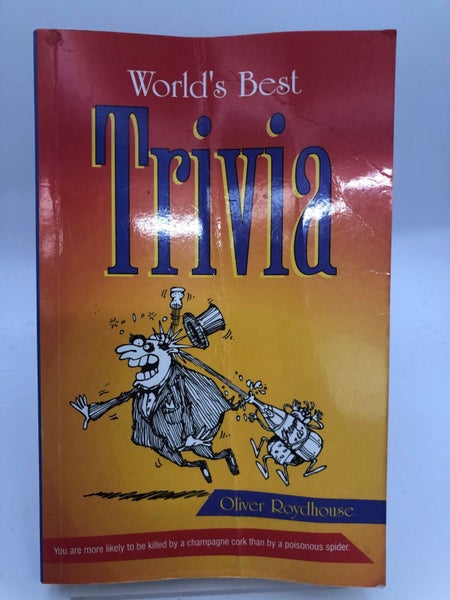 World's Best
Trivia
Oliver Roydhouse
You are more likely to be killed by a champagne cork than by a poisonous spider.